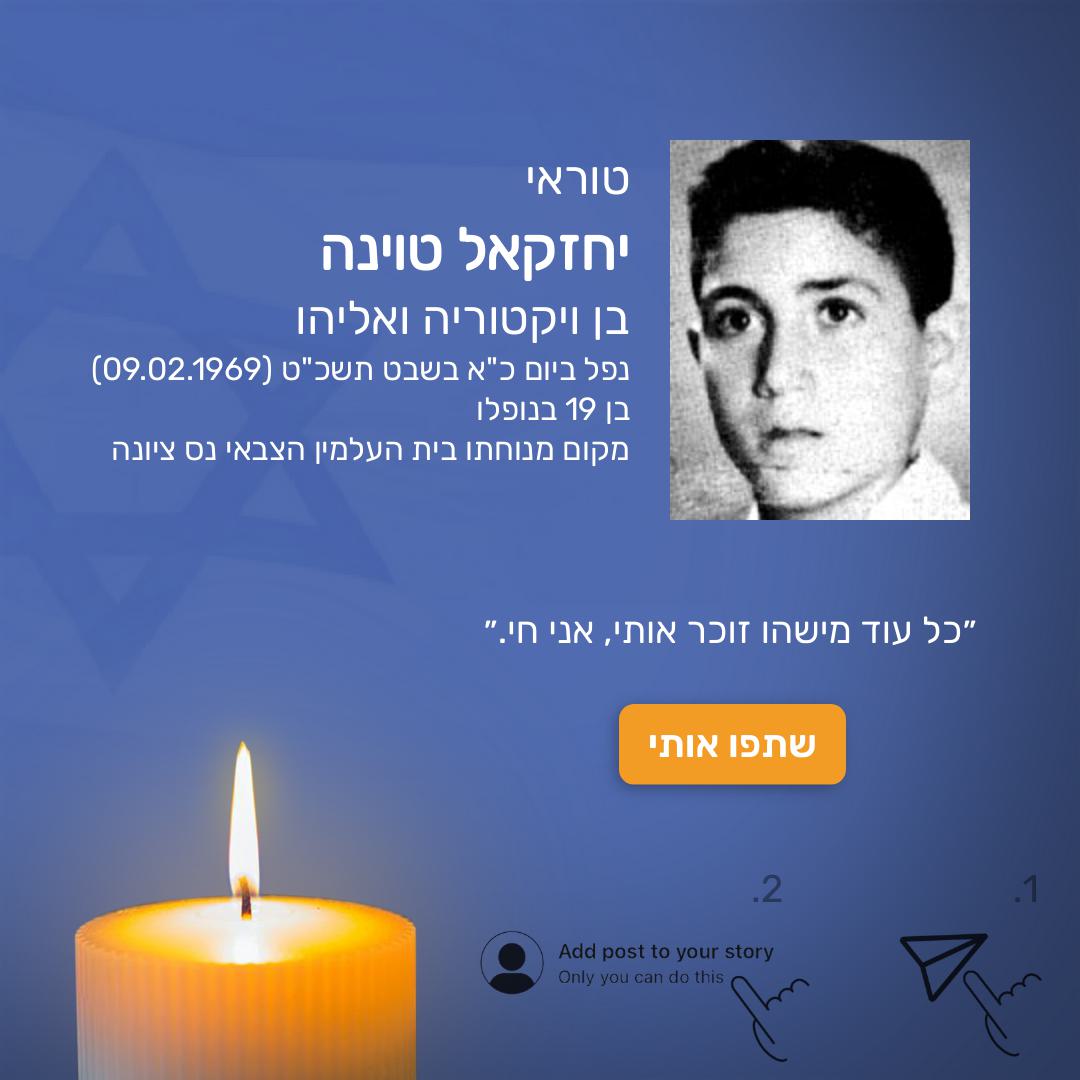 טוראי
יחזקאל טוינה
בן ויקטוריה ואליהו
נפל ביום כ"א בשבט תשכ"ט (09.02.1969)
בן 19 בנופלו
מקום מנוחתו בית העלמין הצבאי נס ציונה
״כל עוד מישהו זוכר אותי, אני חי.״
שתפו אותי
.1
.2
Add post to your story
Only you can do this